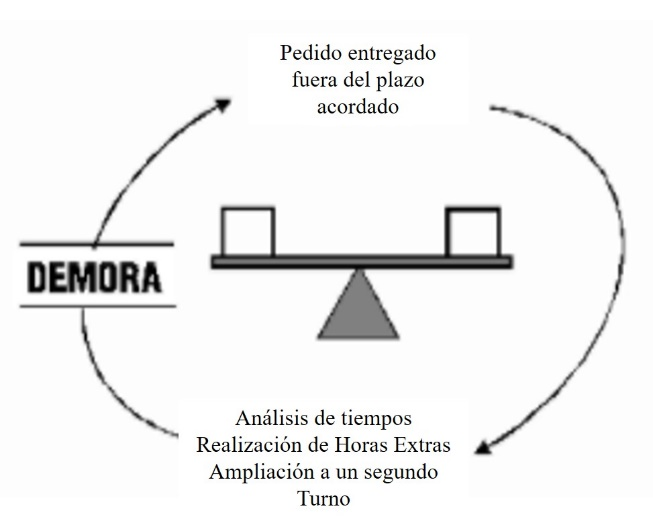 Pedido entregado
fuera del plazo
acordado
DEMORA
Análisis de tiempos
Realización de Horas Extras
Ampliación a un segundo
Turno